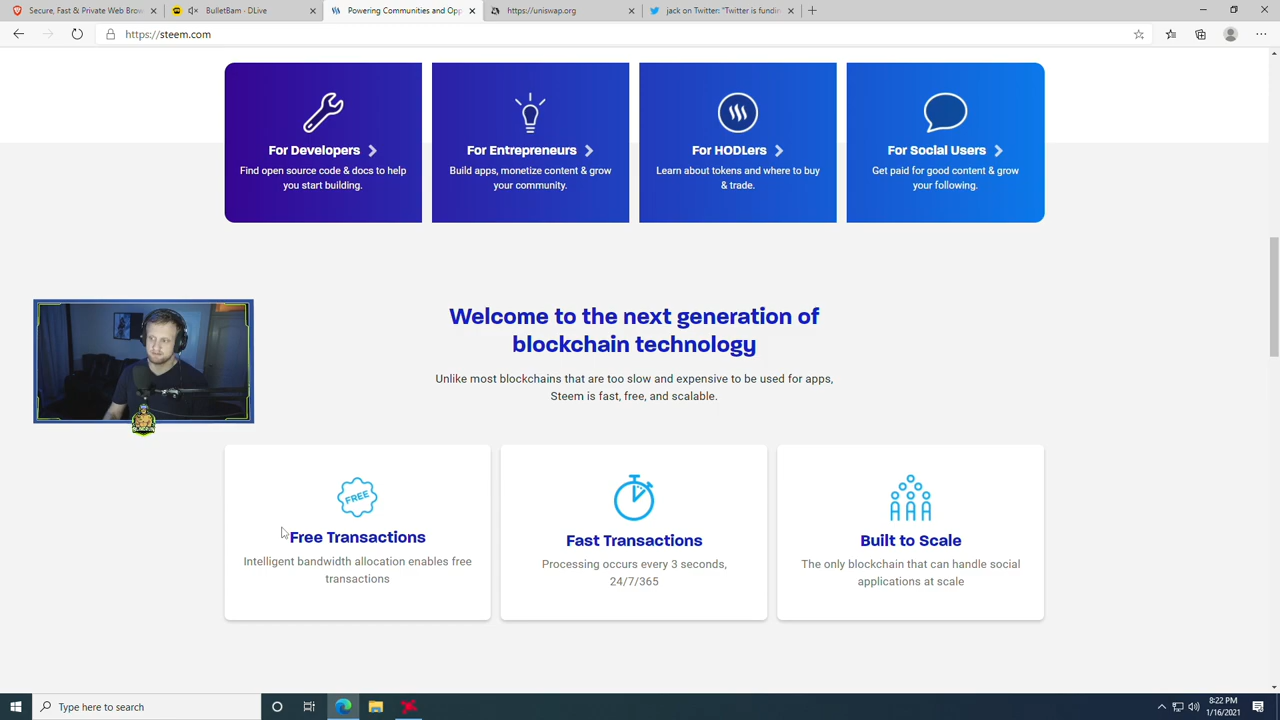 Secure, Fast & Private Web Brow
BulletBam - DLive
Powering Communities and Opp
https://uniswap.org
jack on Twitter: "Twitter is fundin
https://steem.com
For Developers
Find open source code & docs to help
you start building.
For Entrepreneurs
Build apps, monetize content & grow
your community.
For HODLers
Learn about tokens and where to buy
& trade.
For Social Users
Get paid for good content & grow
your following.
Welcome to the next generation of
blockchain technology
Unlike most blockchains that are too slow and expensive to be used for apps,
Steem is fast, free, and scalable.
FREE
Free Transactions
Intelligent bandwidth allocation enables free
transactions
Fast Transactions
Processing occurs every 3 seconds,
24/7/365
Built to Scale
The only blockchain that can handle social
applications at scale
Type here to search
8:22 PM
1/16/2021